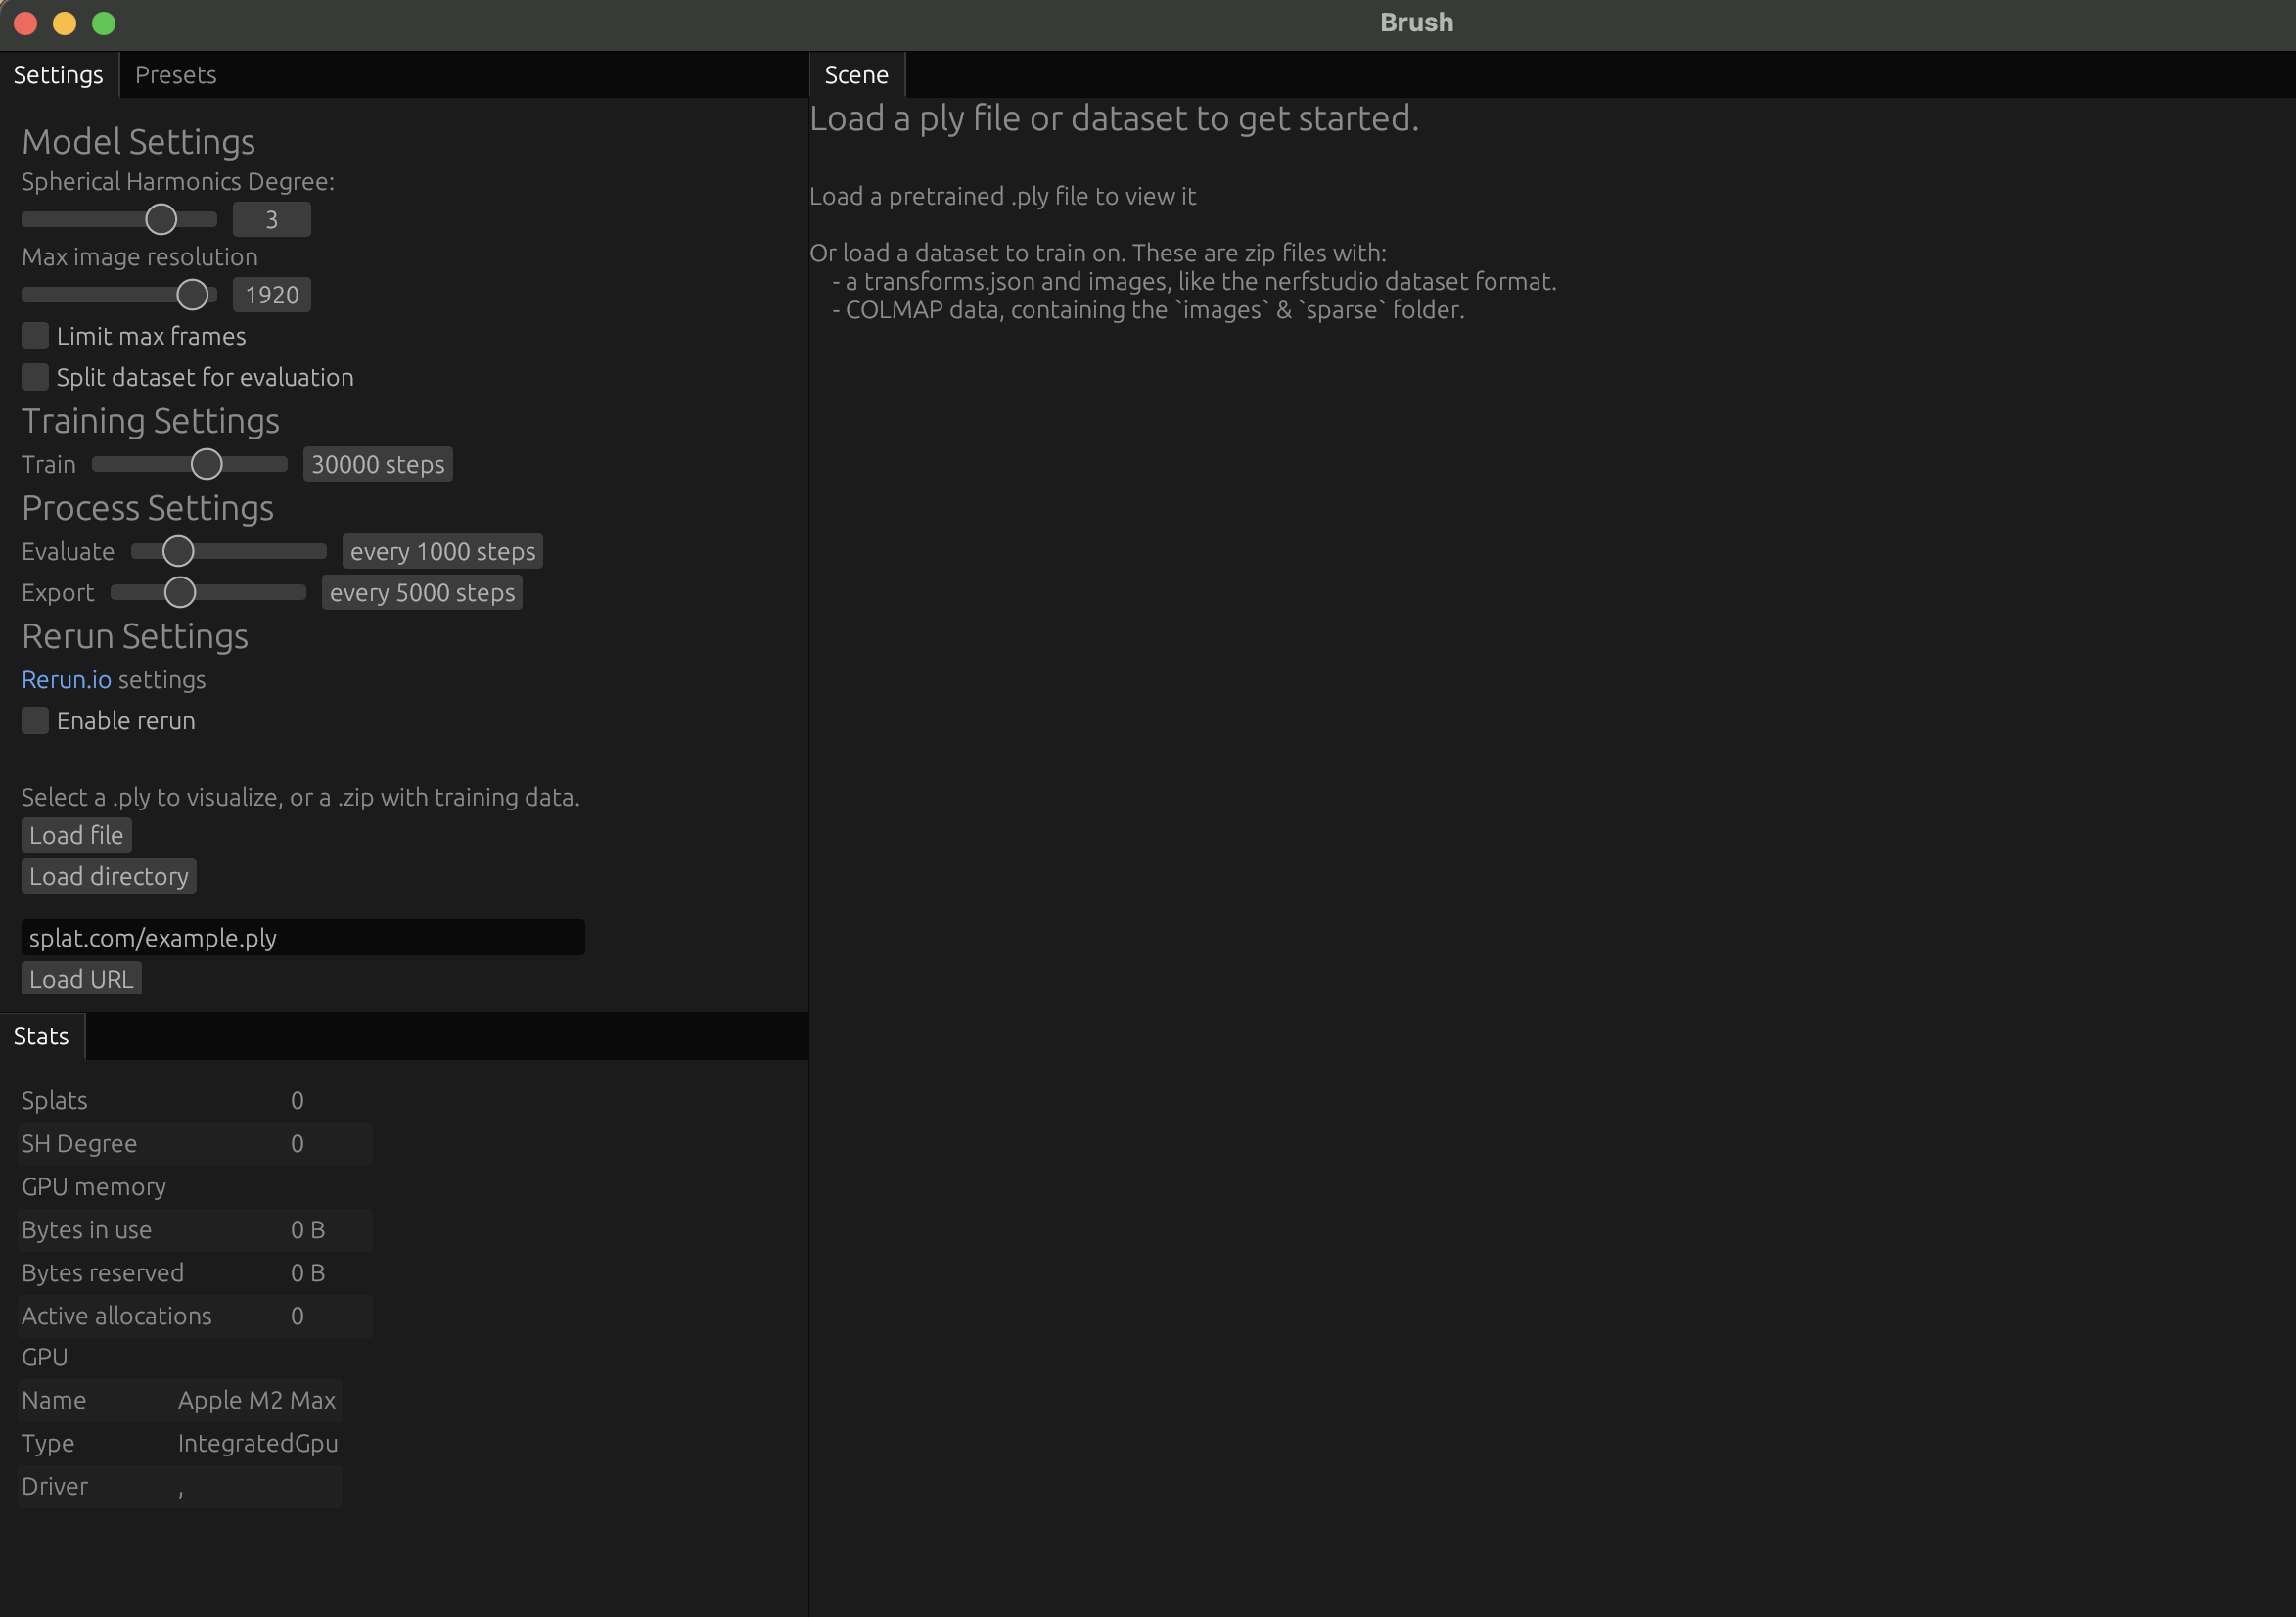 Brush
Settings Presets
Model Settings
Spherical Harmonics Degree:
3
Max image resolution
1920
Limit max frames
Split dataset for evaluation
Training Settings
Train 30000 steps
Process Settings
Evaluate every 1000 steps
Export every 5000 steps
Rerun Settings
Rerun.io settings
Enable rerun
Select a .ply to visualize, or a .zip with training data.
Load file
Load directory
splat.com/example.ply
Load URL
Stats
Splats 0
SH Degree 0
GPU memory
Bytes in use 0 B
Bytes reserved 0 B
Active allocations 0
GPU
Name Apple M2 Max
Type IntegratedGpu
Driver ,
Scene
Load a ply file or dataset to get started.
Load a pretrained .ply file to view it
Or load a dataset to train on. These are zip files with:
- a transforms.json and images, like the nerfstudio dataset format.
- COLMAP data, containing the `images` & `sparse` folder.